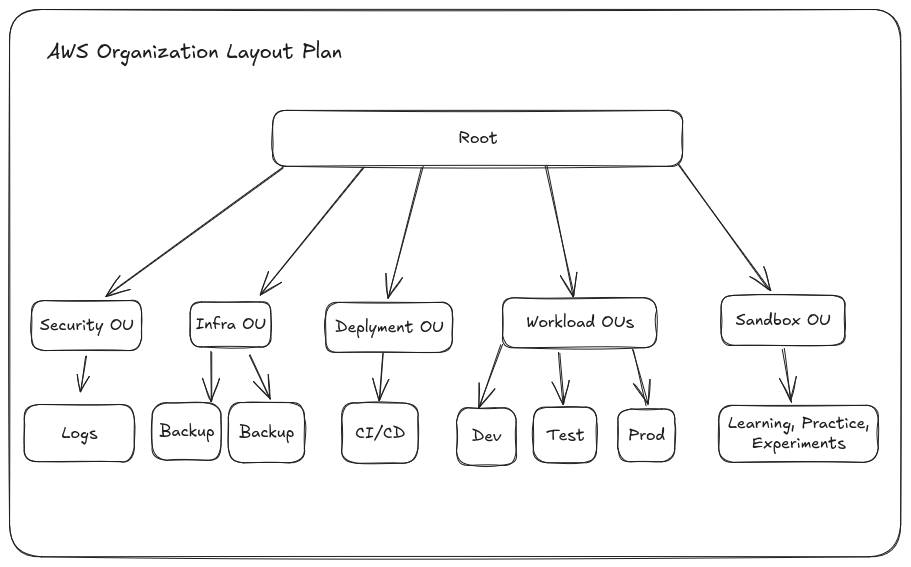 AWS Organization Layout Plan
Root
Security OU
Infra OU
Deplyment OU
Workload OUs
Sandbox OU
Logs
Backup
Backup
CI/CD
Dev
Test
Prod
Learning, Practice,
Experiments